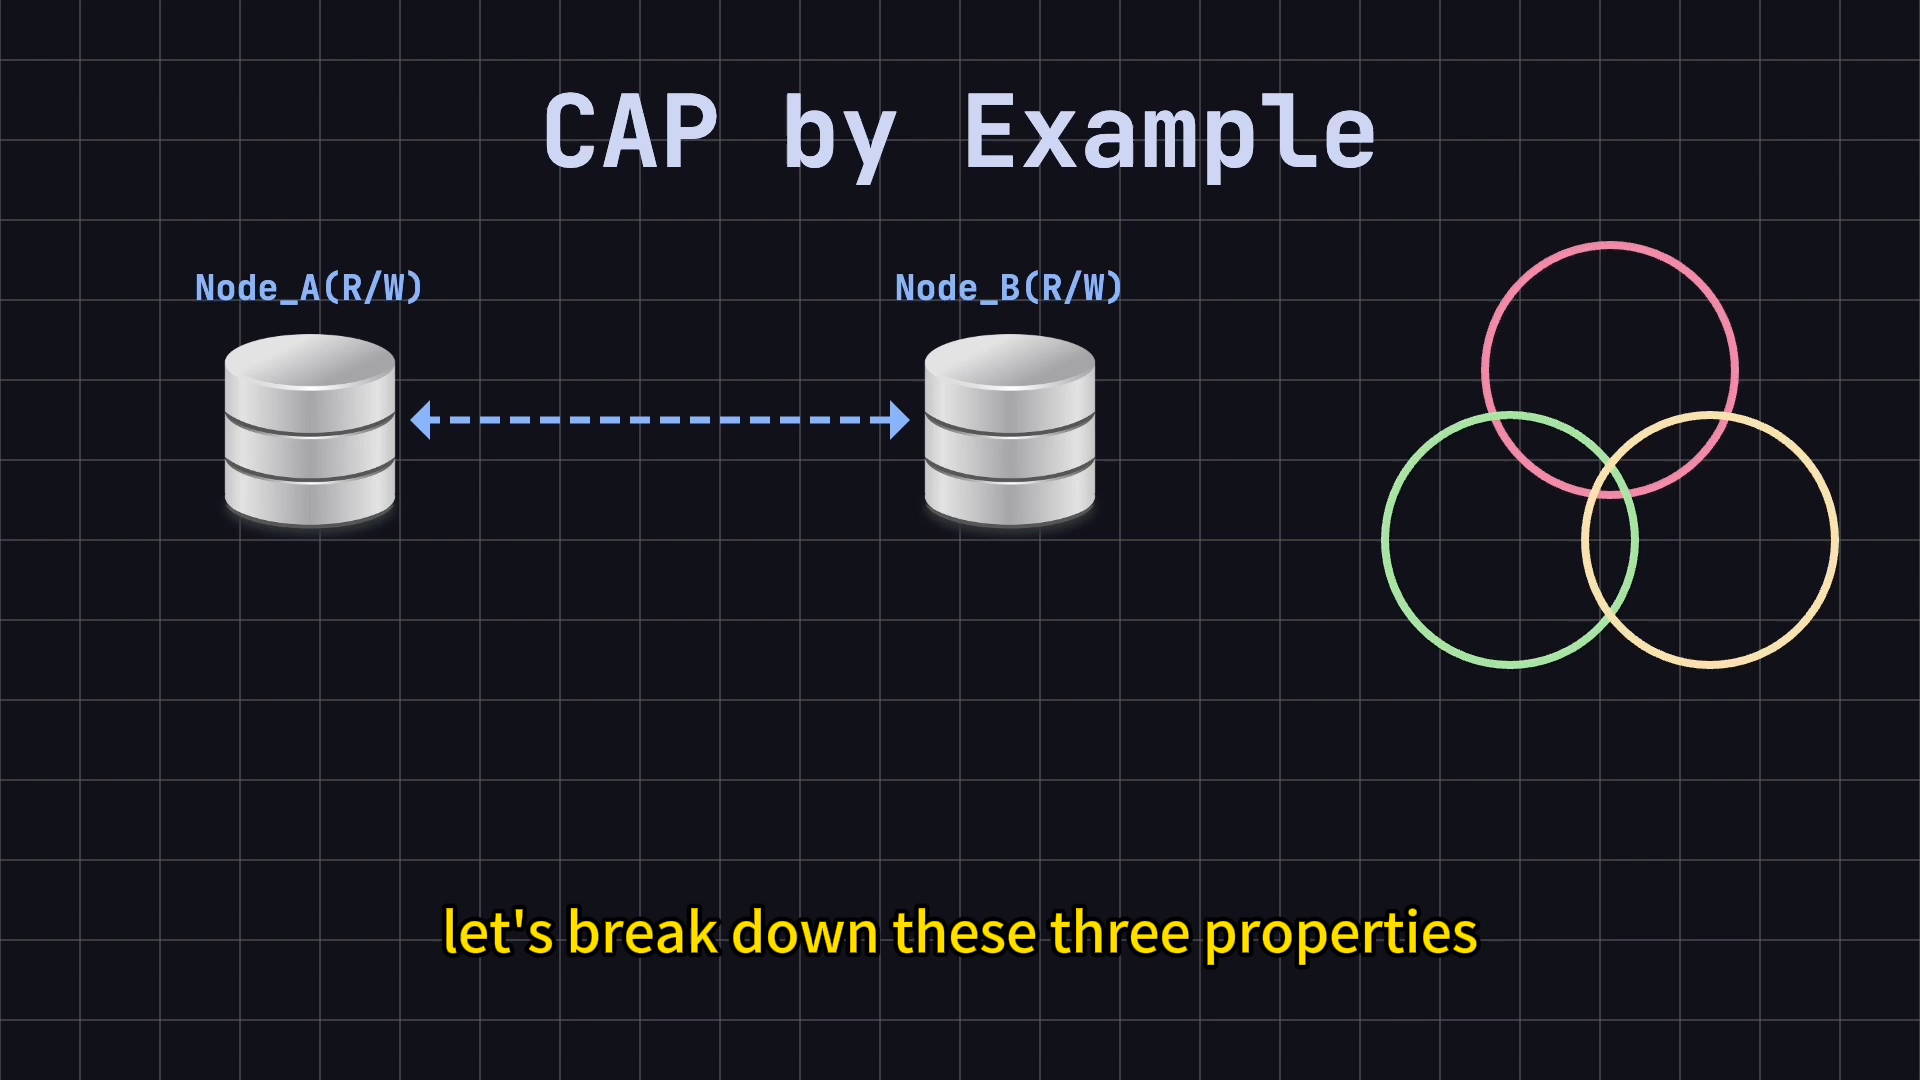 CAP by Example
Node_A(R/W)
Node_B(R/W)
let's break down these three properties